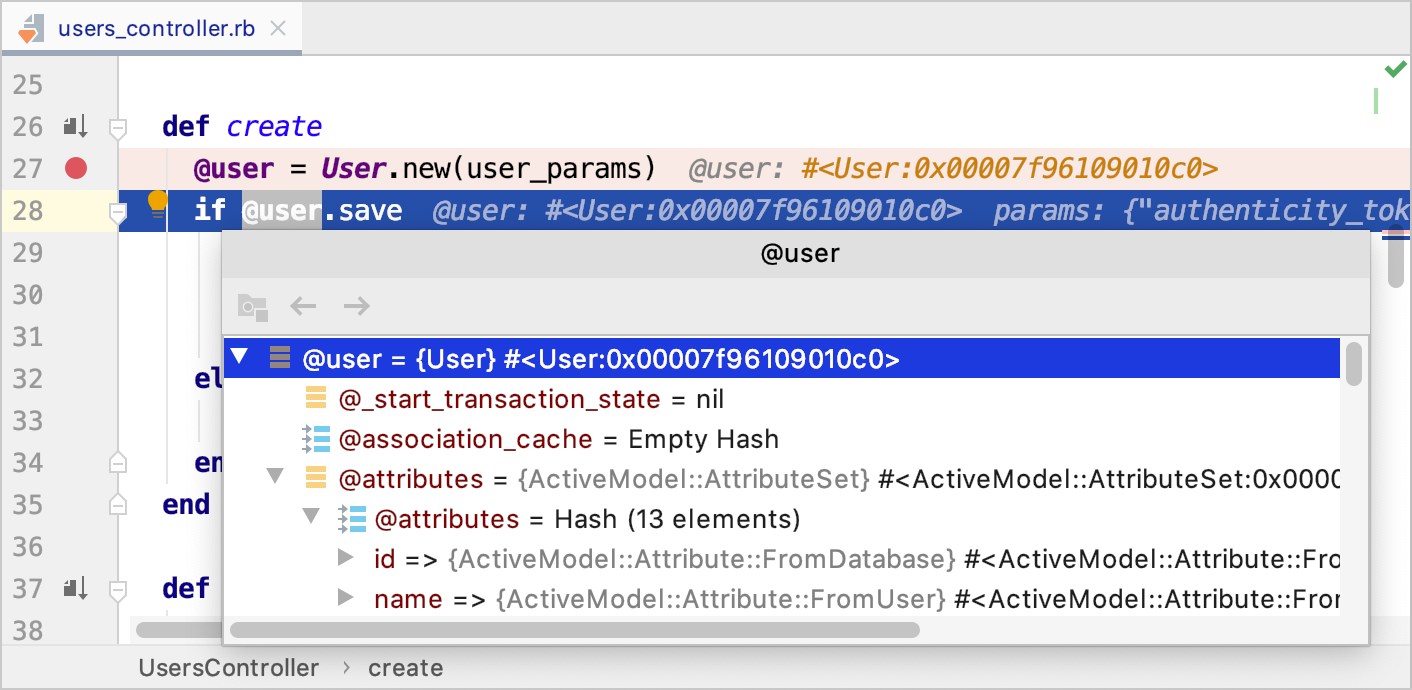 users_controller.rb
25
26 def create
27 @user = User.new(user_params) @user: #<User:0x00007f96109010c0>
28 if @user.save @user: #<User:0x00007f96109010c0> params: {"authenticity_tok
29
@user
30
31
@user = {User} #<User:0x00007f96109010c0>
32 el
@_start_transaction_state = nil
33
@association_cache = Empty Hash
34 en
@attributes = {ActiveModel::AttributeSet} #<ActiveModel::AttributeSet:0x0000
35 end
@attributes = Hash (13 elements)
36
id => {ActiveModel::Attribute::FromDatabase} #<ActiveModel::Attribute::Fro
37 def
name => {ActiveModel::Attribute::FromUser} #<ActiveModel::Attribute::From
38
UsersController › create